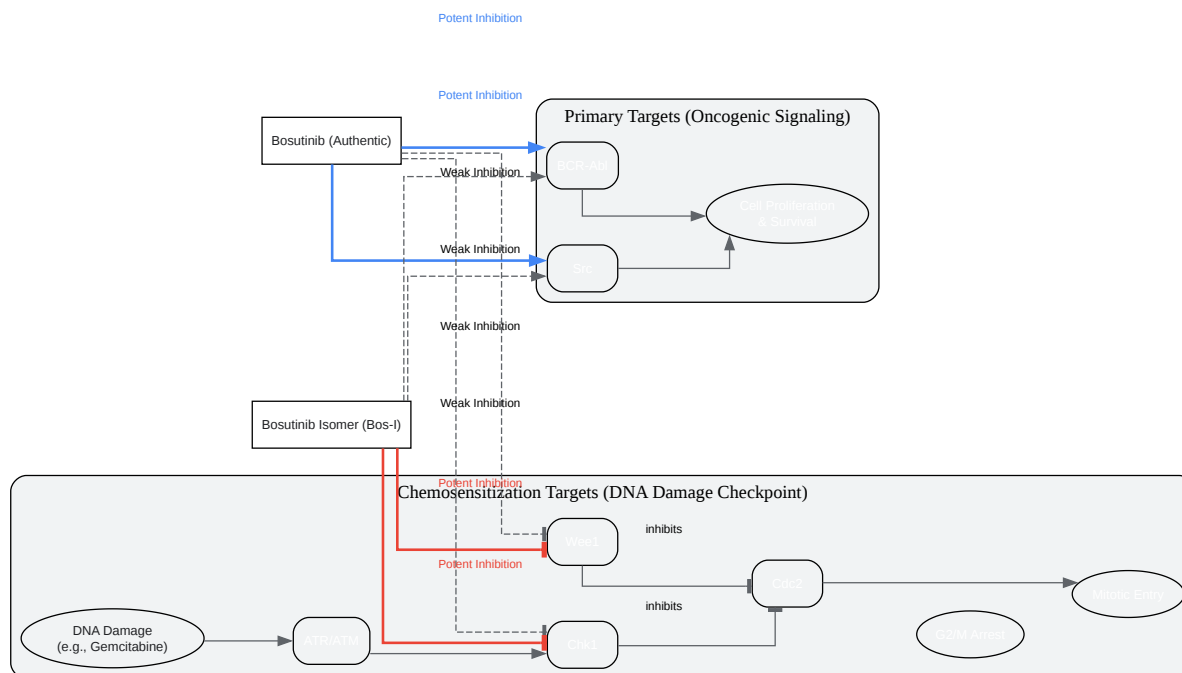 Potent Inhibition
Potent Inhibition
Primary Targets (Oncogenic Signaling)
Bosutinib (Authentic)
BCR-Abl
Weak Inhibition
Cell Proliferation
& Survival
Weak Inhibition
Src
Weak Inhibition
Weak Inhibition
Bosutinib Isomer (Bos-I)
Potent Inhibition
Chemosensitization Targets (DNA Damage Checkpoint)
inhibits
Wee1
Potent Inhibition
Cdc2
Mitotic Entry
inhibits
DNA Damage
(e.g., Gemcitabine)
ATR/ATM
Chk1
G2/M Arrest